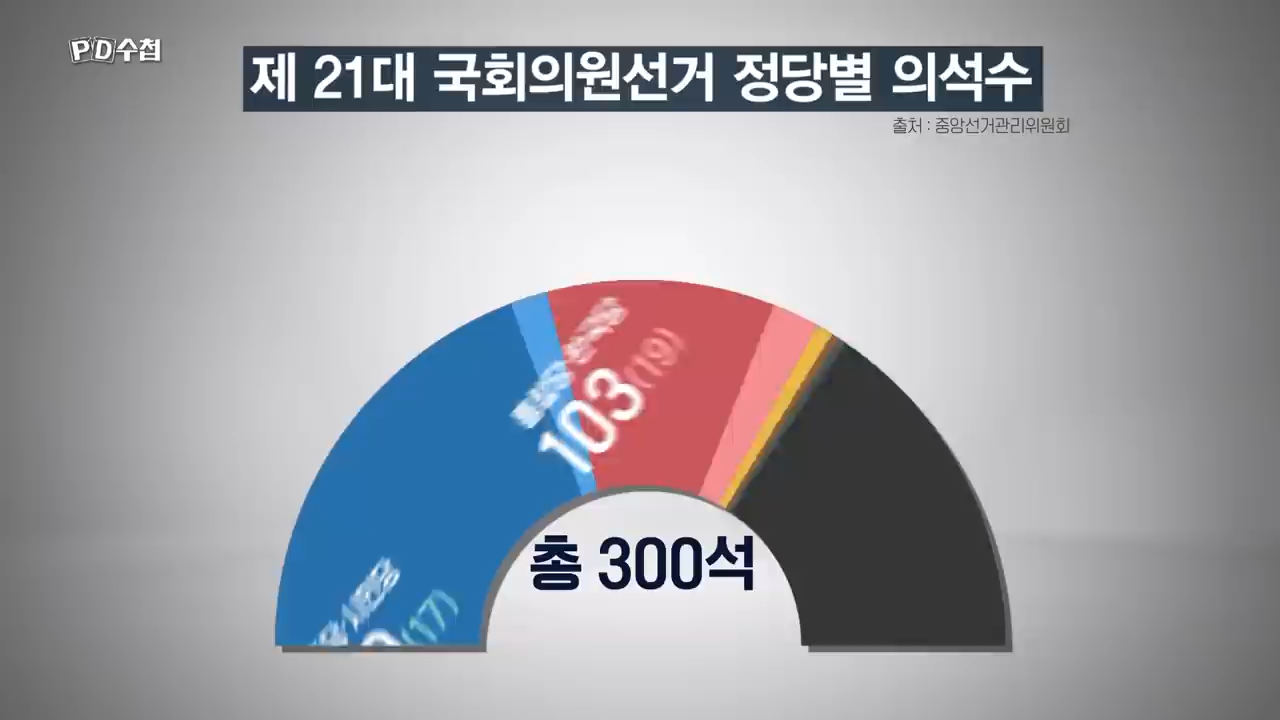 PD수첩
제 21대 국회의원선거 정당별 의석수
출처 : 중앙선거관리위원회
103(19)
(17)
총 300석